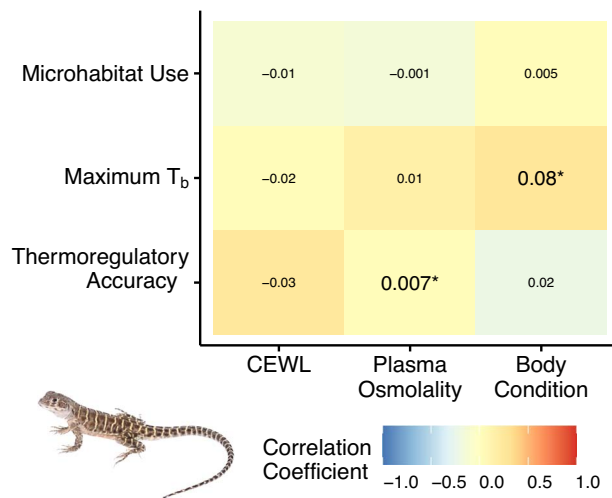 Microhabitat Use
−0.01
−0.001
0.005
Maximum Tb
−0.02
0.01
0.08*
Thermoregulatory
Accuracy
−0.03
0.007*
0.02
CEWL
Plasma
Osmolality
Body
Condition
Correlation
Coefficient
−1.0 −0.5 0.0 0.5 1.0